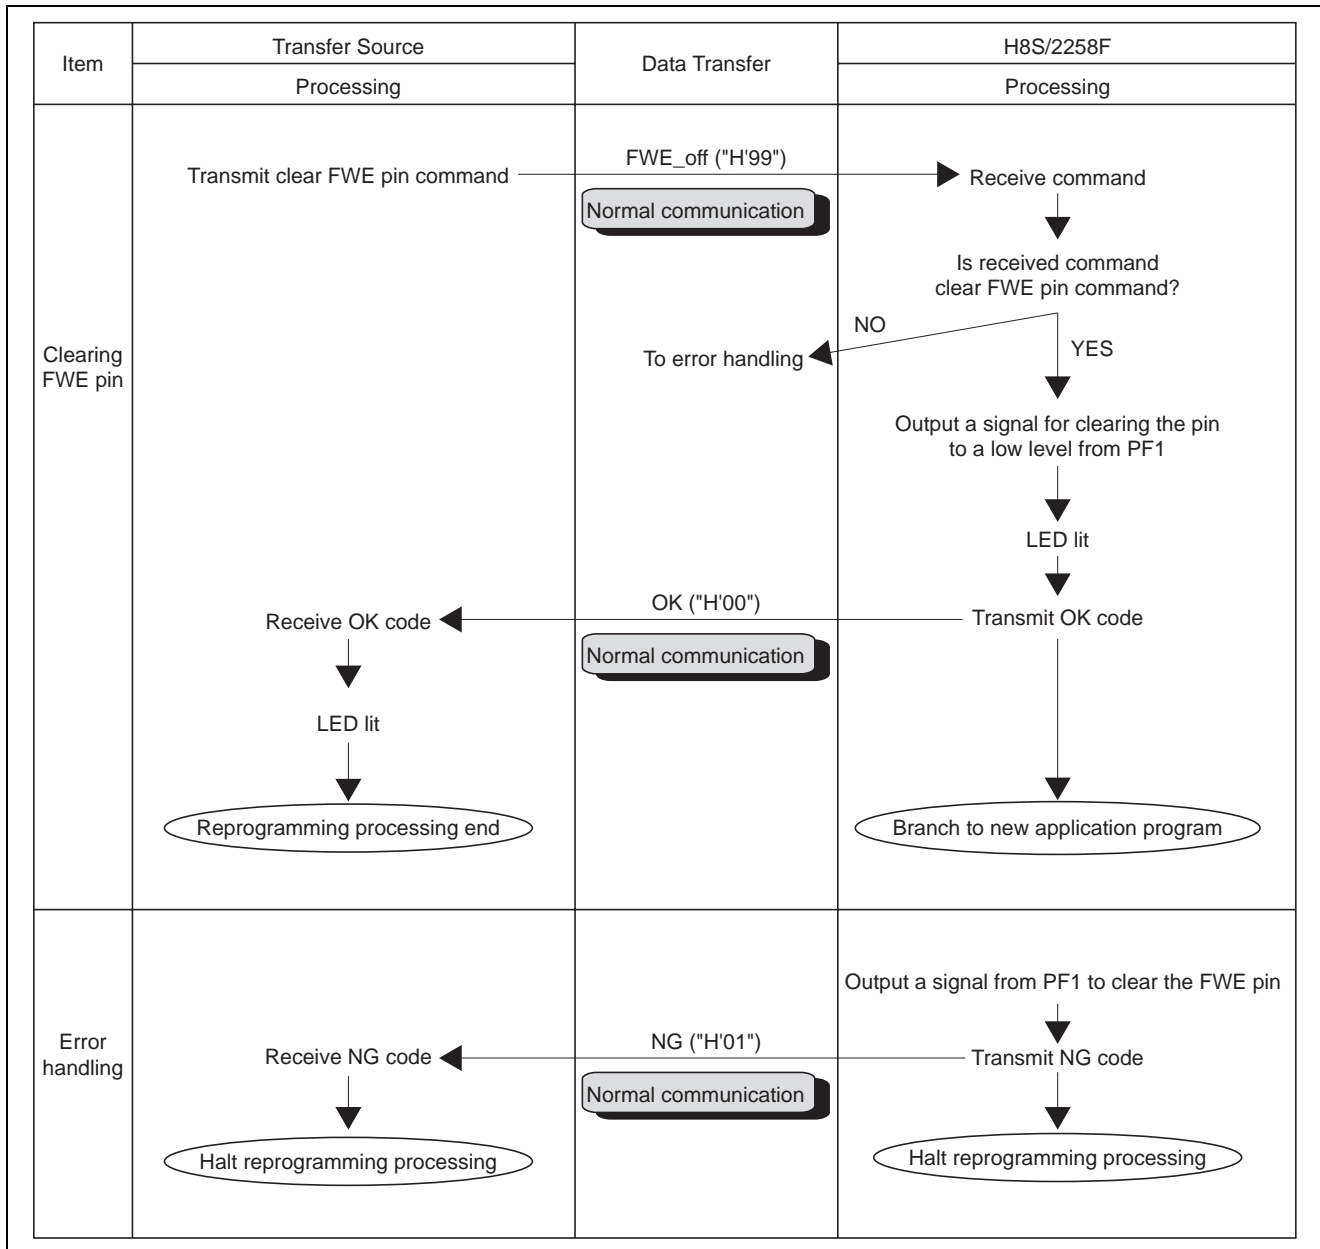 Item
Transfer Source
Processing
Data Transfer
H8S/2258F
Processing
Clearing
FWE pin
Transmit clear FWE pin command
FWE_off ("H'99")
Normal communication
Receive command
Is received command
clear FWE pin command?
NO
YES
To error handling
Output a signal for clearing the pin
to a low level from PF1
LED lit
Transmit OK code
OK ("H'00")
Normal communication
Receive OK code
LED lit
Reprogramming processing end
Branch to new application program
Error
handling
Output a signal from PF1 to clear the FWE pin
Transmit NG code
NG ("H'01")
Normal communication
Receive NG code
Halt reprogramming processing
Halt reprogramming processing